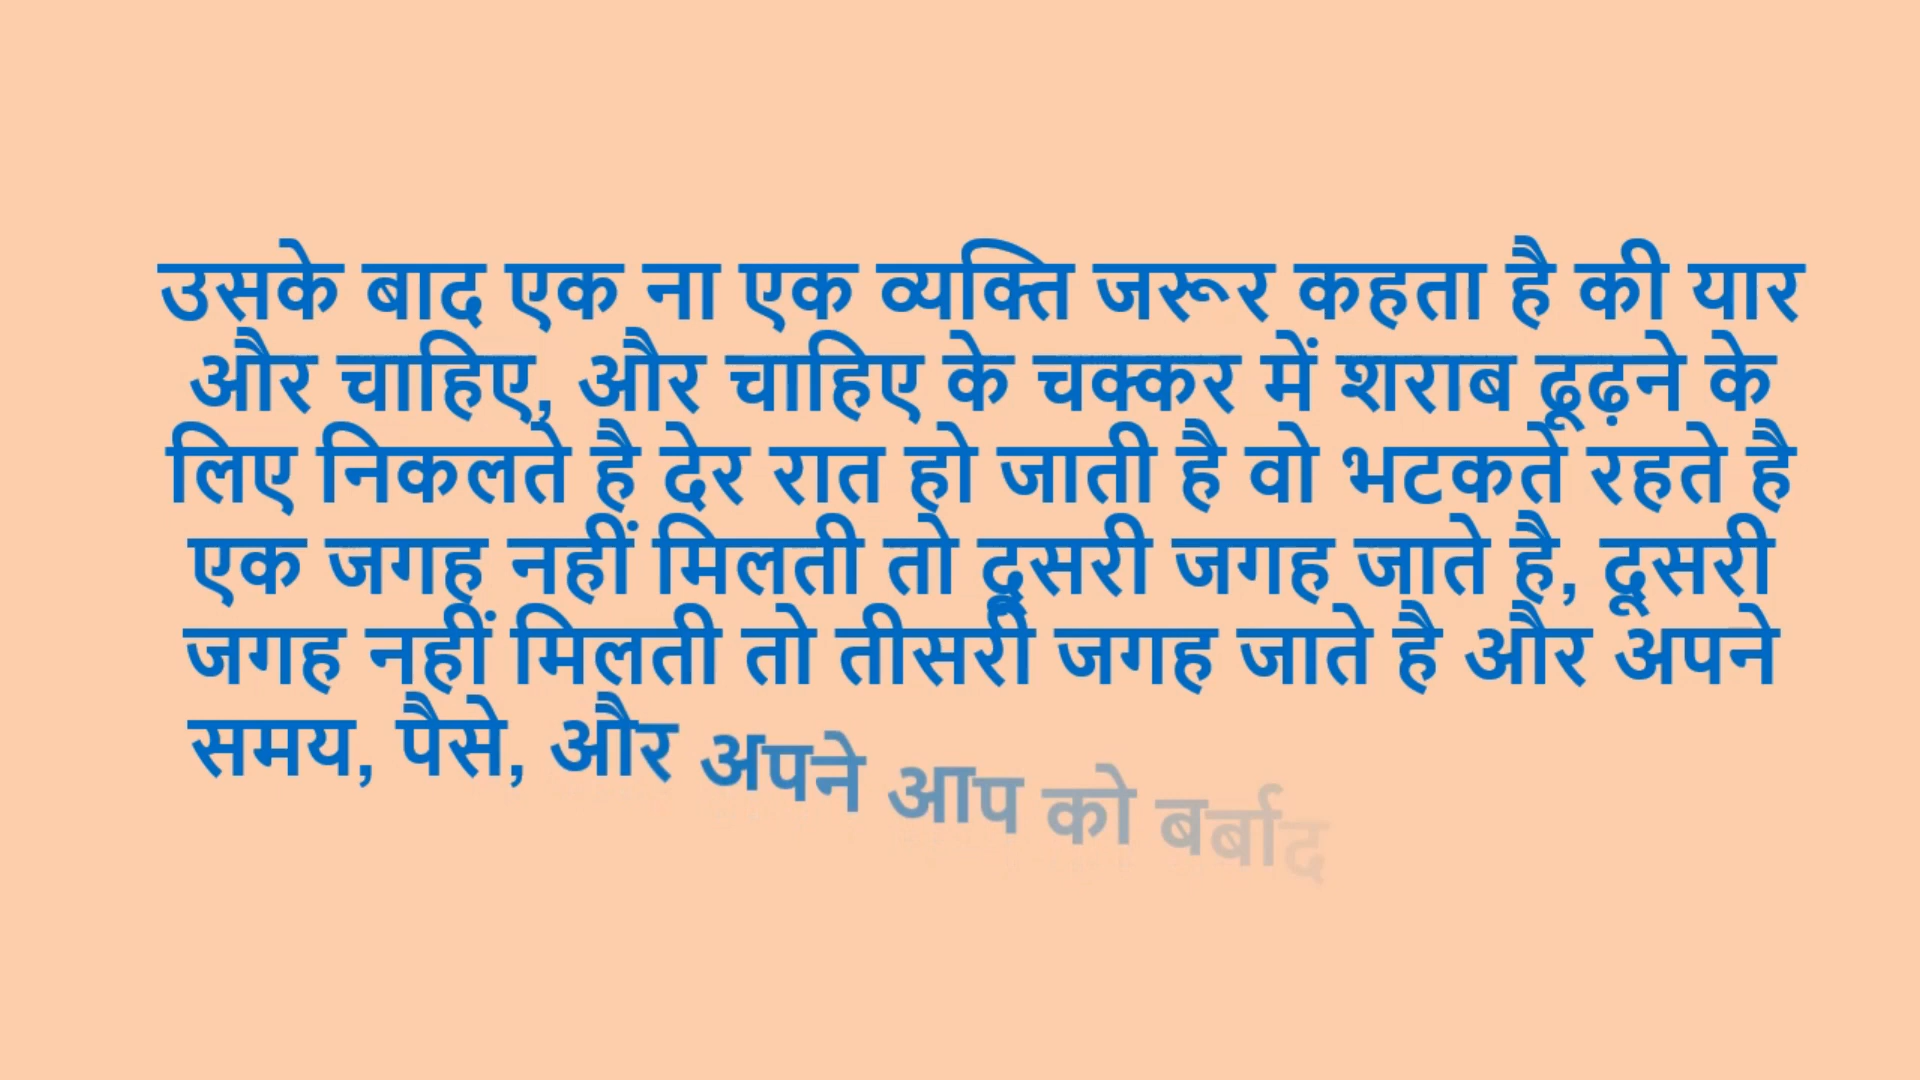 उसके बाद एक ना एक व्यक्ति जरूर कहता है की यार
और चाहिए, और चाहिए के चक्कर में शराब ढूढ़ने के
लिए निकलते है देर रात हो जाती है वो भटकते रहते है
एक जगह नहीं मिलती तो दूसरी जगह जाते है, दूसरी
जगह नहीं मिलती तो तीसरी जगह जाते है और अपने
समय, पैसे, और अपने आप को बर्बाद